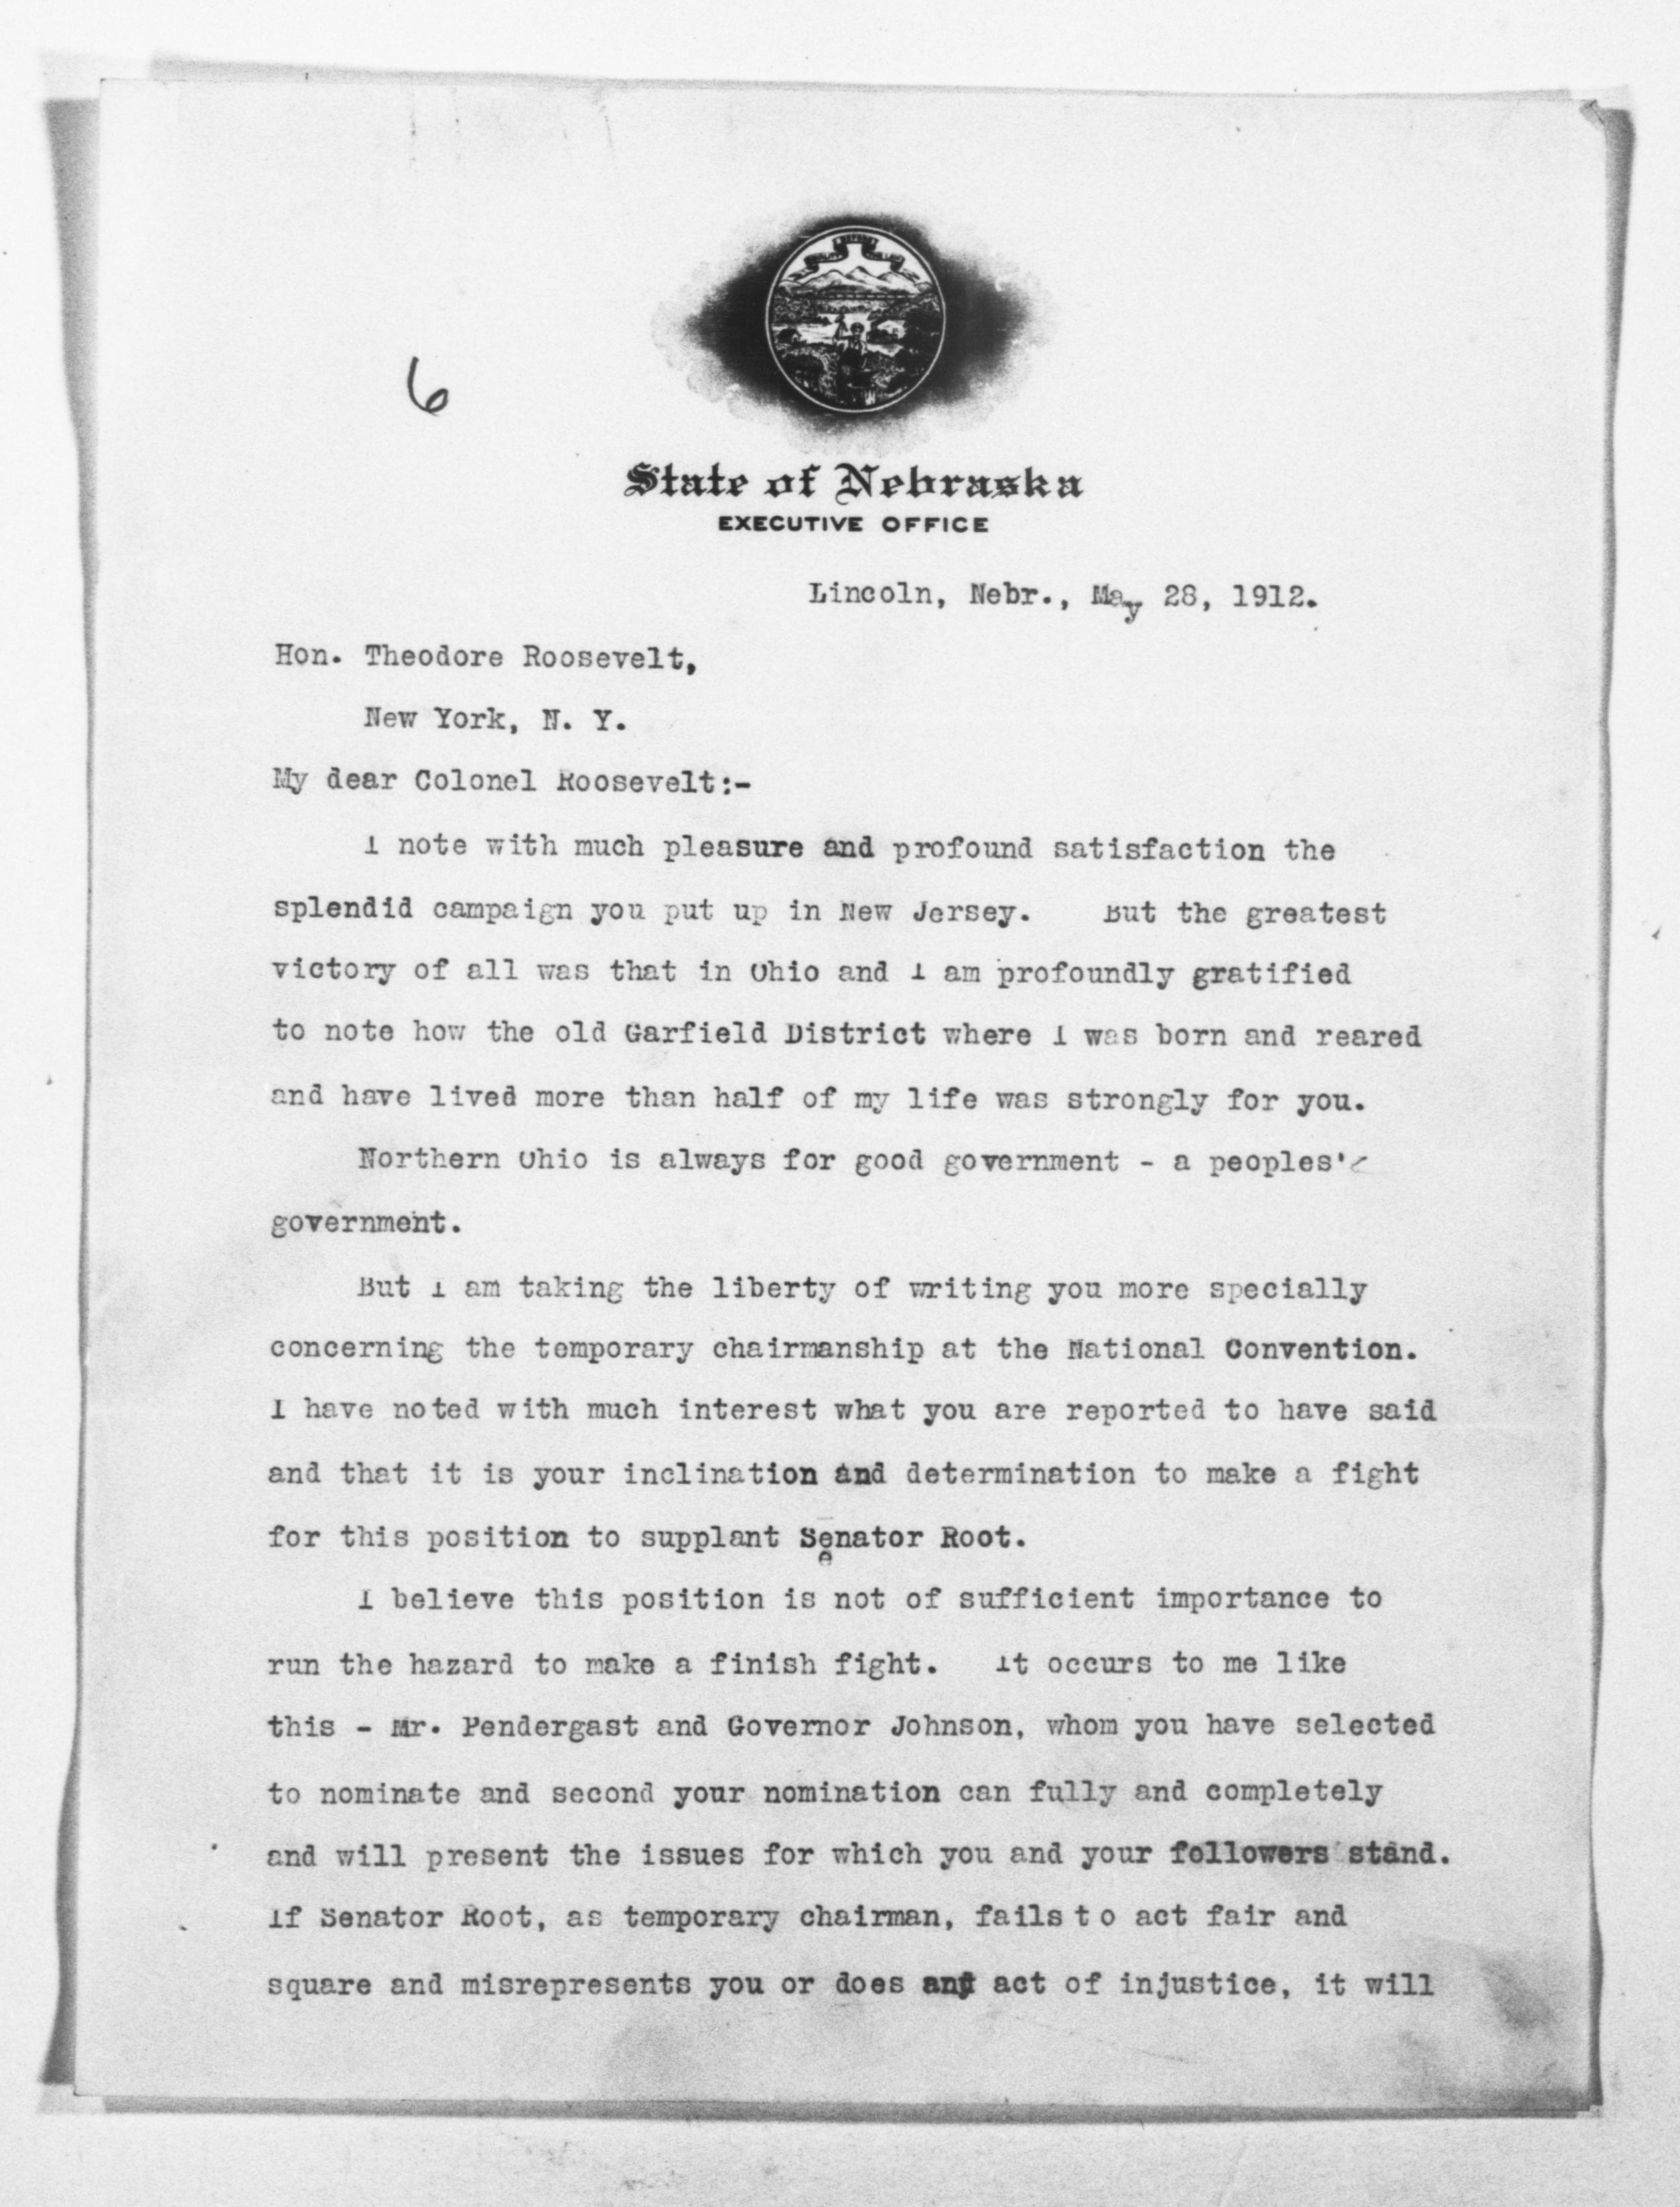 6
State of Nebraska
EXECUTIVE OFFICE
Lincoln, Nebr., May 28, 1912.
Hon. Theodore Roosevelt,
New York, N. Y.
My dear Colonel Roosevelt:-
I note with much pleasure and profound satisfaction the
splendid campaign you put up in New Jersey. But the greatest
victory of all was that in Ohio and I am profoundly gratified
to note how the old Garfield District where I was born and reared
and have lived more than half of my life was strongly for you.
Northern Ohio is always for good government - a peoples'
government.
But I am taking the liberty of writing you more specially
concerning the temporary chairmanship at the National Convention.
I have noted with much interest what you are reported to have said
and that it is your inclination and determination to make a fight
for this position to supplant Senator Root.
I believe this position is not of sufficient importance to
run the hazard to make a finish fight. It occurs to me like
this - Mr. Pendergast and Governor Johnson, whom you have selected
to nominate and second your nomination can fully and completely
and will present the issues for which you and your followers stand.
If Senator Root, as temporary chairman, fails to act fair and
square and misrepresents you or does any act of injustice, it will